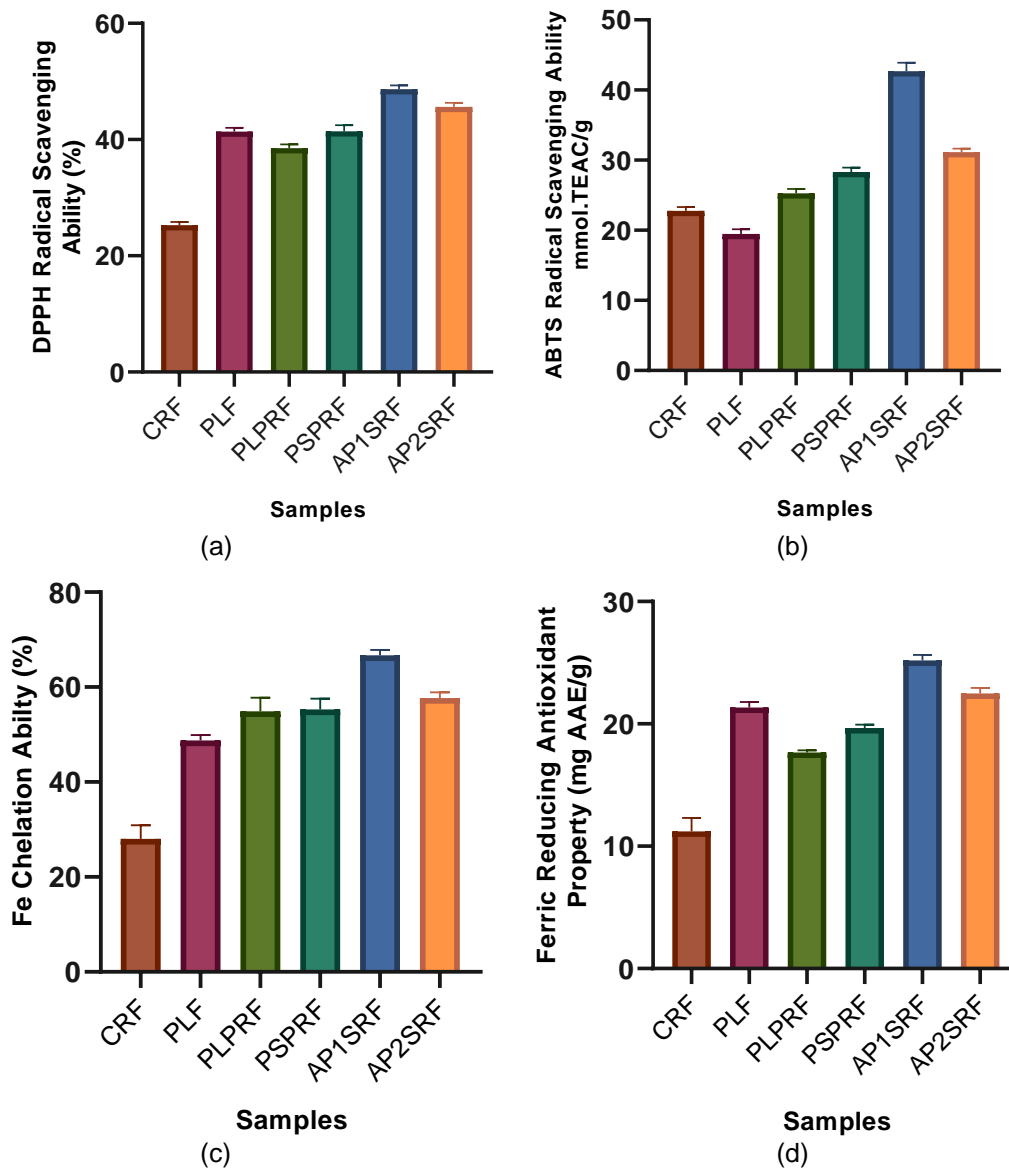 DPPH Radical Scavenging
Ability (%)
60
40
20
0
CRF
PLF
PLPRF
PSPRF
AP1SRF
AP2SRF
Samples
(a)
ABTS Radical Scavenging Ability
mmol.TEAC/g
50
40
30
20
10
0
CRF
PLF
PLPRF
PSPRF
AP1SRF
AP2SRF
Samples
(b)
Fe Chelation Abilty (%)
80
60
40
20
0
CRF
PLF
PLPRF
PSPRF
AP1SRF
AP2SRF
Samples
(c)
Ferric Reducing Antioxidant
Property (mg AAE/g)
30
20
10
0
CRF
PLF
PLPRF
PSPRF
AP1SRF
AP2SRF
Samples
(d)